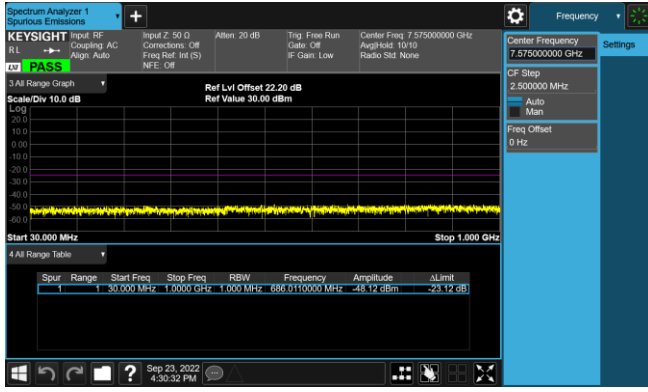 Spectrum Analyzer 1
Spurious Emissions
+
Frequency
KEYSIGHT Input: RF Input Z: 50 Ω Atten: 20 dB Trig: Free Run Center Freq: 7.575000000 GHz
RL Coupling: AC Corrections: Off Gate: Off Avg|Hold: 10/10
Align: Auto Freq Ref: Int (S) IF Gain: Low Radio Std: None
NFE: Off
LXI PASS
Center Frequency
7.575000000 GHz
Settings
CF Step
2.500000 MHz
Auto
Man
Freq Offset
0 Hz
3 All Range Graph
Ref Lvl Offset 22.20 dB
Scale/Div 10.0 dB Ref Value 30.00 dBm
Log
20.0
10.0
0.00
-10.0
-20.0
-30.0
-40.0
-50.0
-60.0
Start 30.000 MHz Stop 1.000 GHz
4 All Range Table
Spur Range Start Freq Stop Freq RBW Frequency Amplitude ΔLimit
1 1 30.000 MHz 1.0000 GHz 1.000 MHz 686.0110000 MHz -48.12 dBm -23.12 dB
?
Sep 23, 2022
4:30:32 PM